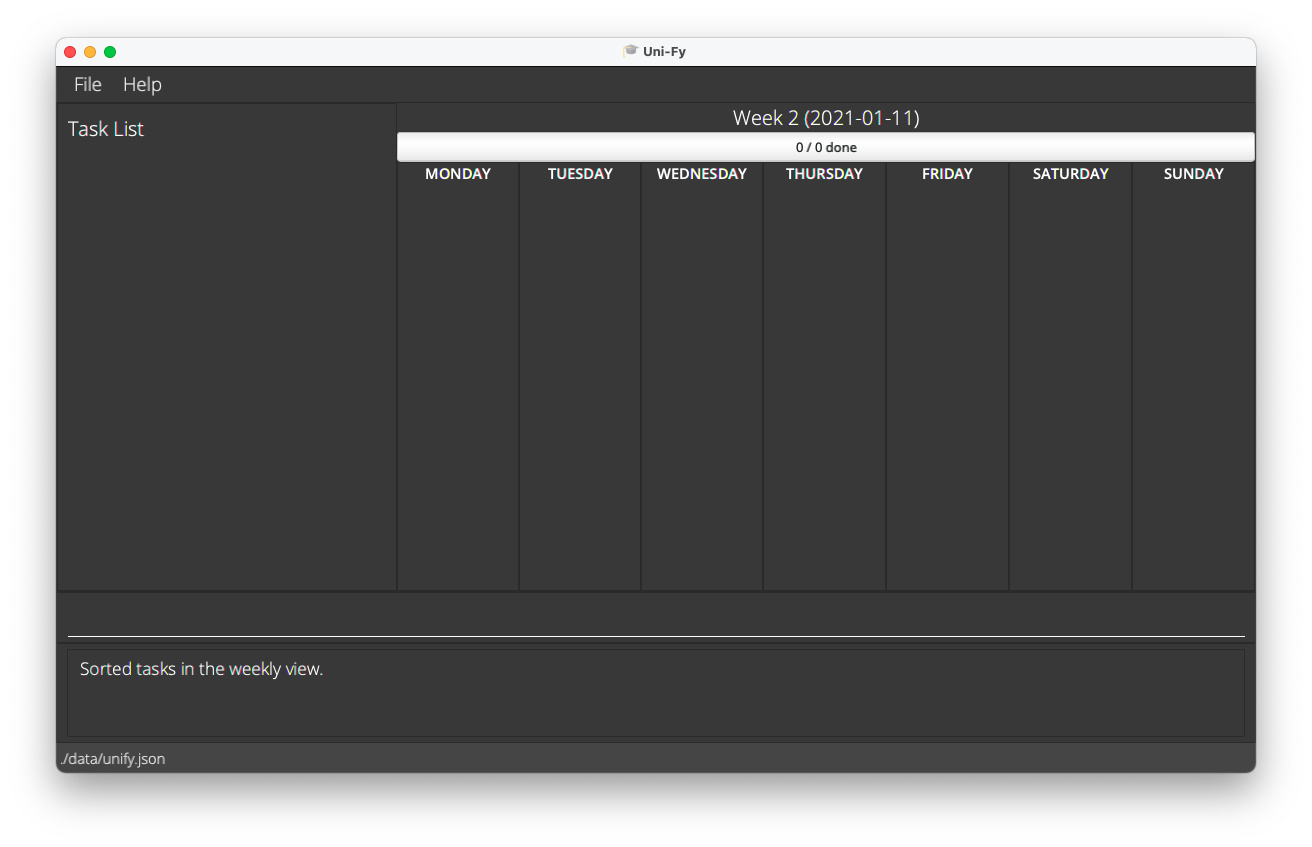 Uni-Fy
File Help
Task List
Week 2 (2021-01-11)
0 / 0 done
MONDAY TUESDAY WEDNESDAY THURSDAY FRIDAY SATURDAY SUNDAY
Sorted tasks in the weekly view.
./data/unify.json